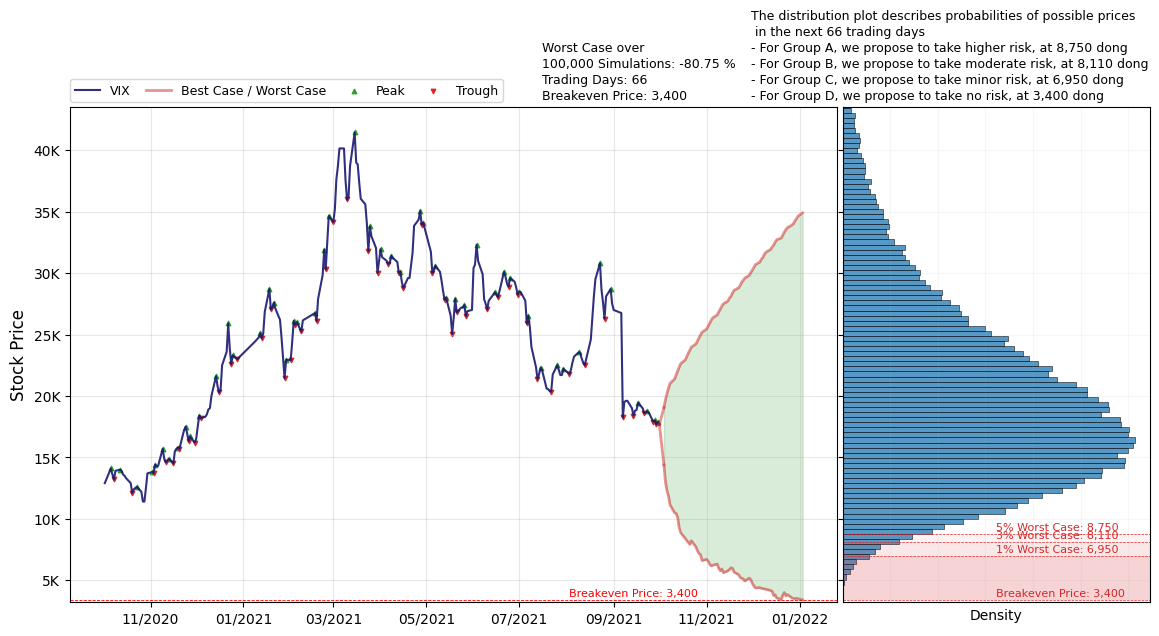 The distribution plot describes probabilities of possible prices
in the next 66 trading days
- For Group A, we propose to take higher risk, at 8,750 dong
- For Group B, we propose to take moderate risk, at 8,110 dong
- For Group C, we propose to take minor risk, at 6,950 dong
- For Group D, we propose to take no risk, at 3,400 dong
Worst Case over
100,000 Simulations: -80.75 %
Trading Days: 66
Breakeven Price: 3,400
VIX
Best Case / Worst Case
Peak
Trough
Stock Price
40K
35K
30K
25K
20K
15K
10K
5K
Breakeven Price: 3,400
11/2020
01/2021
03/2021
05/2021
07/2021
09/2021
11/2021
01/2022
5% Worst Case: 8,750
3% Worst Case: 8,110
1% Worst Case: 6,950
Breakeven Price: 3,400
Density